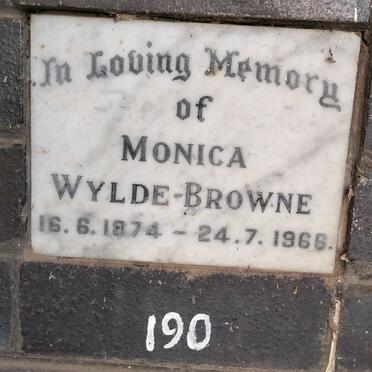 In Loving Memory
of
MONICA
WYLDE-BROWNE
16.6.1874 - 24.7.1966.
190